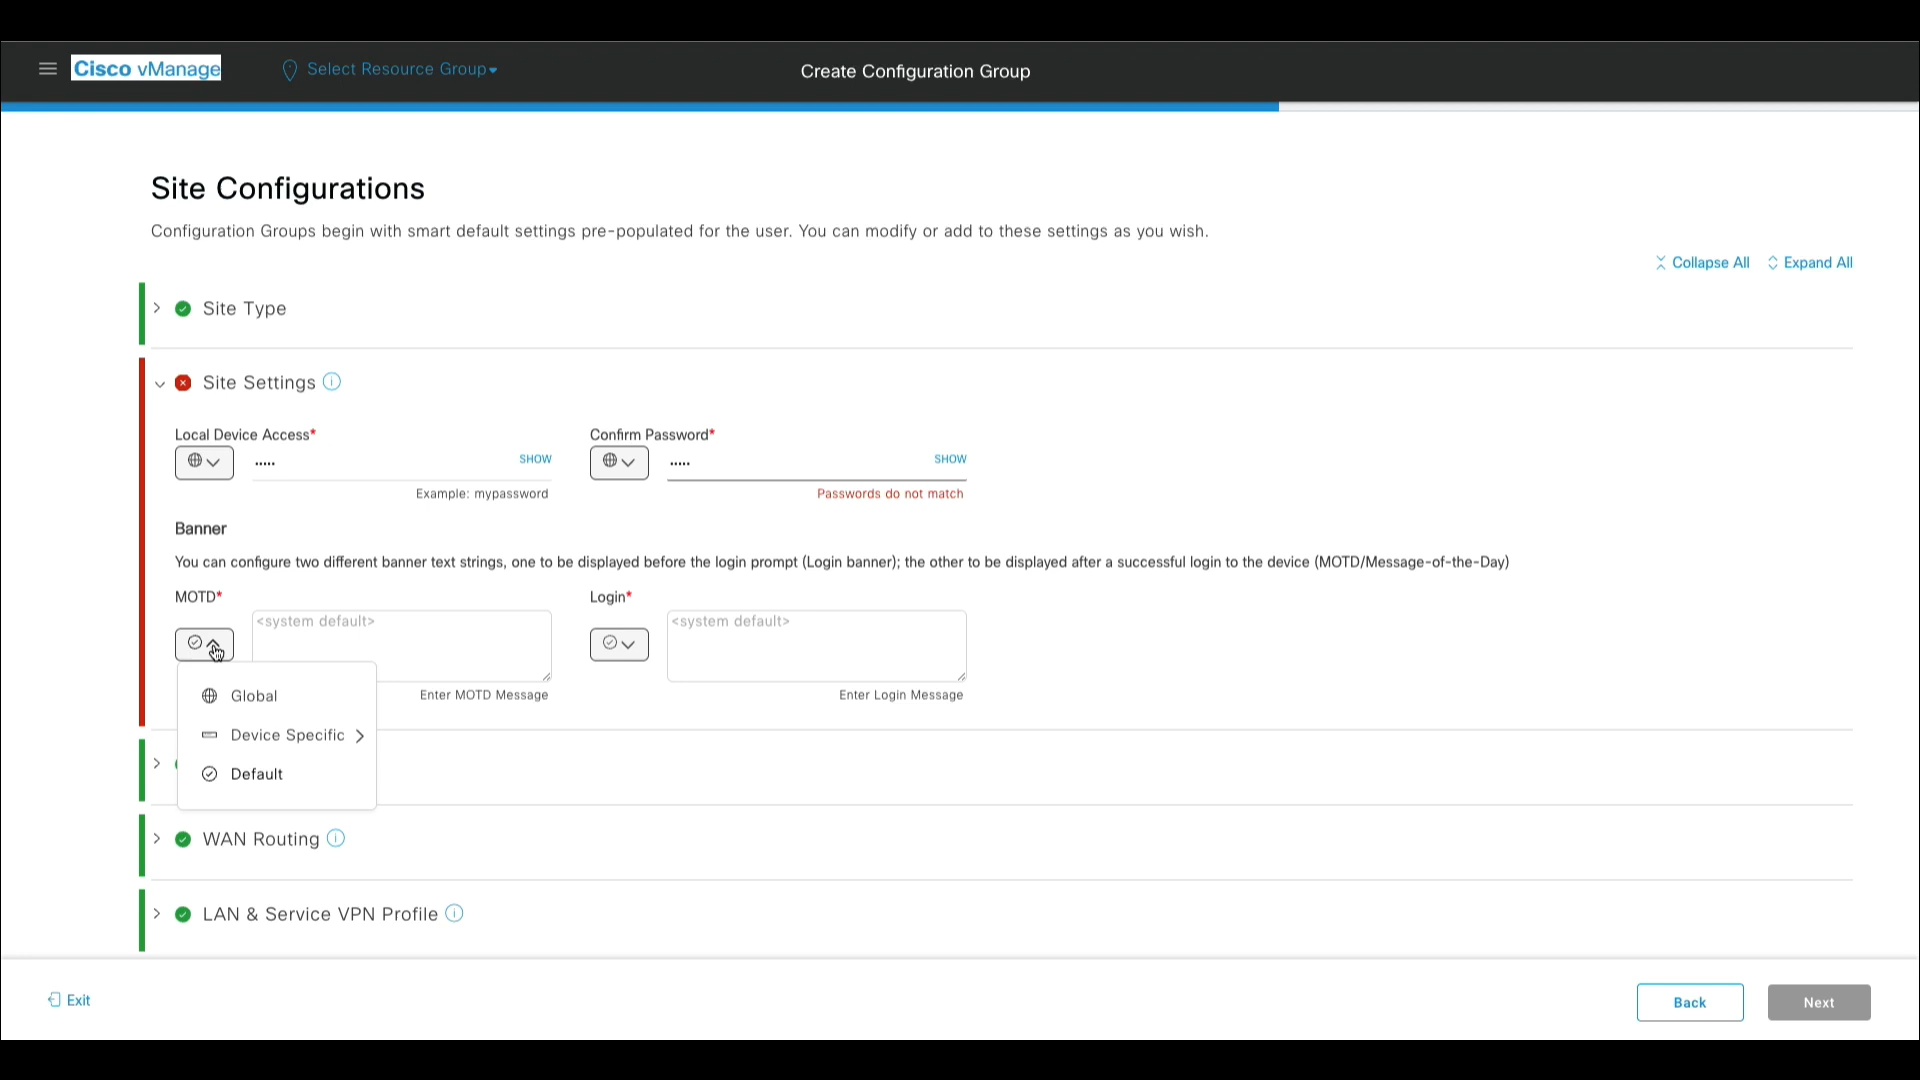 Cisco vManage
Select Resource Group
Create Configuration Group
Site Configurations
Configuration Groups begin with smart default settings pre-populated for the user. You can modify or add to these settings as you wish.
Collapse All
Expand All
Site Type
Site Settings
Local Device Access*
Confirm Password*
•••••
SHOW
•••••
SHOW
Example: mypassword
Passwords do not match
Banner
You can configure two different banner text strings, one to be displayed before the login prompt (Login banner); the other to be displayed after a successful login to the device (MOTD/Message-of-the-Day)
MOTD*
Login*
<system default>
<system default>
Enter MOTD Message
Enter Login Message
Global
Device Specific
Default
WAN Routing
LAN & Service VPN Profile
Exit
Back
Next